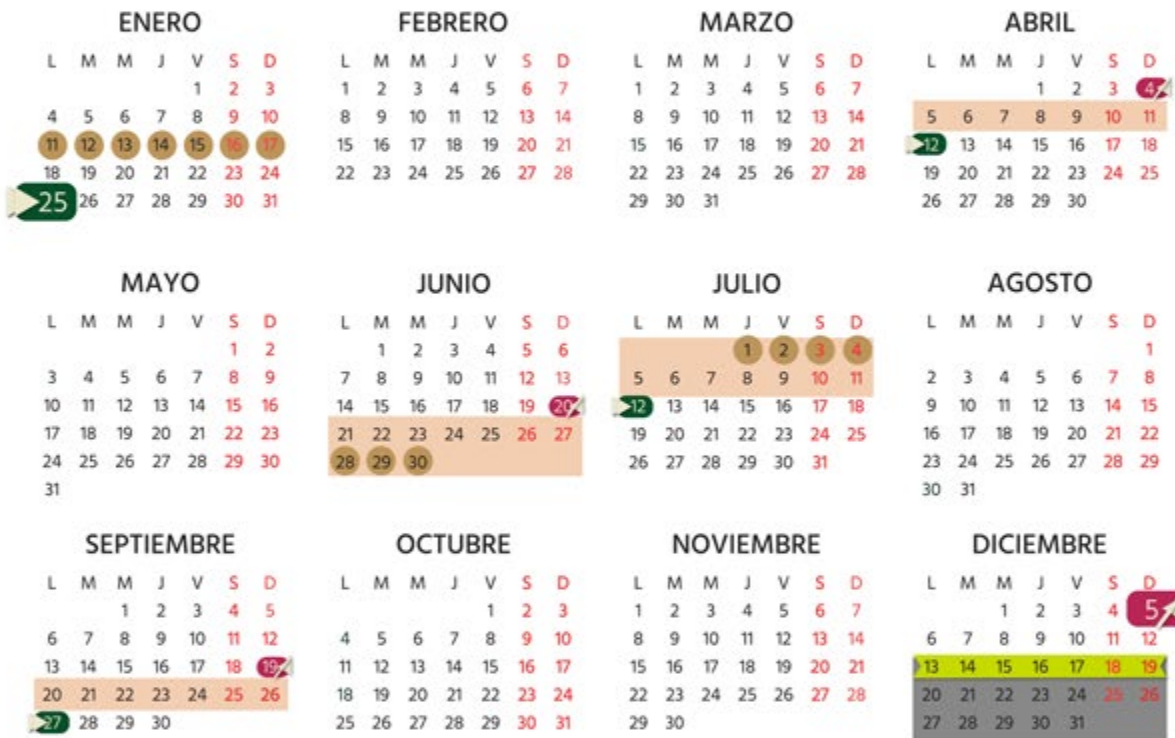 ENERO
L M M J V S D
1 2 3
4 5 6 7 8 9 10
11 12 13 14 15 16 17
18 19 20 21 22 23 24
25 26 27 28 29 30 31
FEBRERO
L M M J V S D
1 2 3 4 5 6 7
8 9 10 11 12 13 14
15 16 17 18 19 20 21
22 23 24 25 26 27 28
MARZO
L M M J V S D
1 2 3 4 5 6 7
8 9 10 11 12 13 14
15 16 17 18 19 20 21
22 23 24 25 26 27 28
29 30 31
ABRIL
L M M J V S D
1 2 3 4
5 6 7 8 9 10 11
12 13 14 15 16 17 18
19 20 21 22 23 24 25
26 27 28 29 30
MAYO
L M M J V S D
1 2
3 4 5 6 7 8 9
10 11 12 13 14 15 16
17 18 19 20 21 22 23
24 25 26 27 28 29 30
31
JUNIO
L M M J V S D
1 2 3 4 5 6
7 8 9 10 11 12 13
14 15 16 17 18 19 20
21 22 23 24 25 26 27
28 29 30
JULIO
L M M J V S D
1 2 3 4
5 6 7 8 9 10 11
12 13 14 15 16 17 18
19 20 21 22 23 24 25
26 27 28 29 30 31
AGOSTO
L M M J V S D
1
2 3 4 5 6 7 8
9 10 11 12 13 14 15
16 17 18 19 20 21 22
23 24 25 26 27 28 29
30 31
SEPTIEMBRE
L M M J V S D
1 2 3 4 5
6 7 8 9 10 11 12
13 14 15 16 17 18 19
20 21 22 23 24 25 26
27 28 29 30
OCTUBRE
L M M J V S D
1 2 3
4 5 6 7 8 9 10
11 12 13 14 15 16 17
18 19 20 21 22 23 24
25 26 27 28 29 30 31
NOVIEMBRE
L M M J V S D
1 2 3 4 5 6 7
8 9 10 11 12 13 14
15 16 17 18 19 20 21
22 23 24 25 26 27 28
29 30
DICIEMBRE
L M M J V S D
1 2 3 4 5
6 7 8 9 10 11 12
13 14 15 16 17 18 19
20 21 22 23 24 25 26
27 28 29 30 31